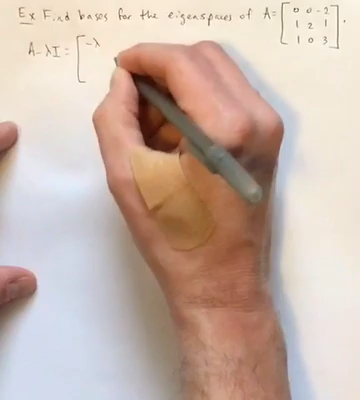 Ex Find bases for the eigenspaces of A = [ 0 0 -2
1 2 1
1 0 3 ].
A - λI = [ -λ